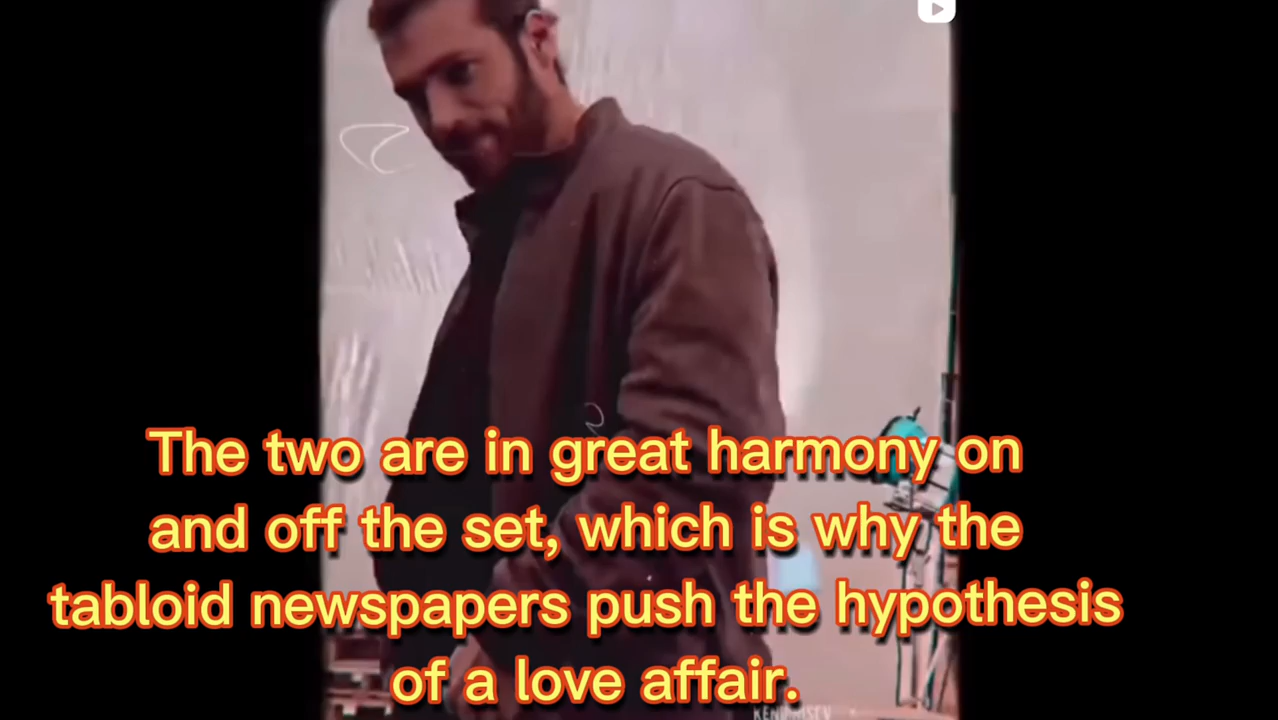 The two are in great harmony on
and off the set, which is why the
tabloid newspapers push the hypothesis
of a love affair.